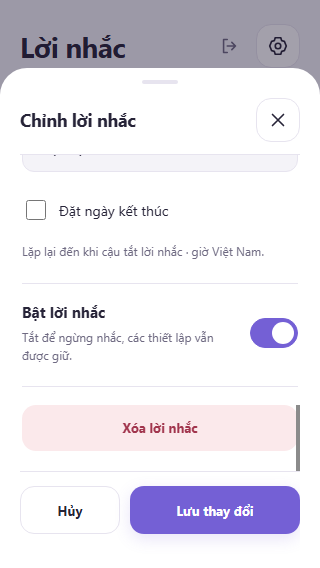 Lời nhắc
Chỉnh lời nhắc
Đặt ngày kết thúc
Lặp lại đến khi cậu tắt lời nhắc · giờ Việt Nam.
Bật lời nhắc
Tắt để ngừng nhắc, các thiết lập vẫn
được giữ.
Xóa lời nhắc
Hủy
Lưu thay đổi